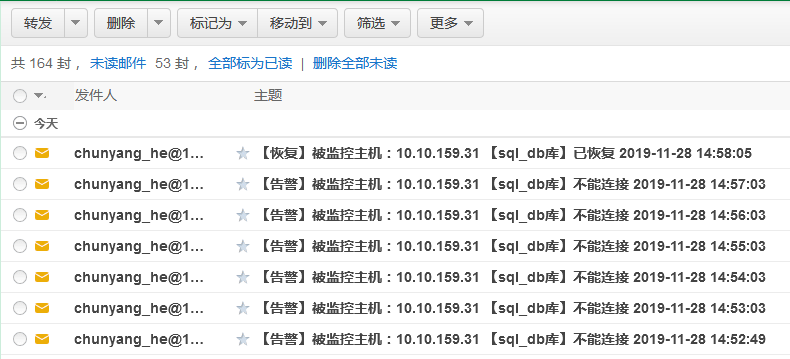 转发 删除 标记为 移动到 筛选 更多
共 164 封， 未读邮件 53 封， 全部标为已读 | 删除全部未读
发件人 主题
今天
chunyang_he@1... 【恢复】被监控主机：10.10.159.31 【sql_db库】已恢复 2019-11-28 14:58:05
chunyang_he@1... 【告警】被监控主机：10.10.159.31 【sql_db库】不能连接 2019-11-28 14:57:03
chunyang_he@1... 【告警】被监控主机：10.10.159.31 【sql_db库】不能连接 2019-11-28 14:56:03
chunyang_he@1... 【告警】被监控主机：10.10.159.31 【sql_db库】不能连接 2019-11-28 14:55:03
chunyang_he@1... 【告警】被监控主机：10.10.159.31 【sql_db库】不能连接 2019-11-28 14:54:03
chunyang_he@1... 【告警】被监控主机：10.10.159.31 【sql_db库】不能连接 2019-11-28 14:53:03
chunyang_he@1... 【告警】被监控主机：10.10.159.31 【sql_db库】不能连接 2019-11-28 14:52:49